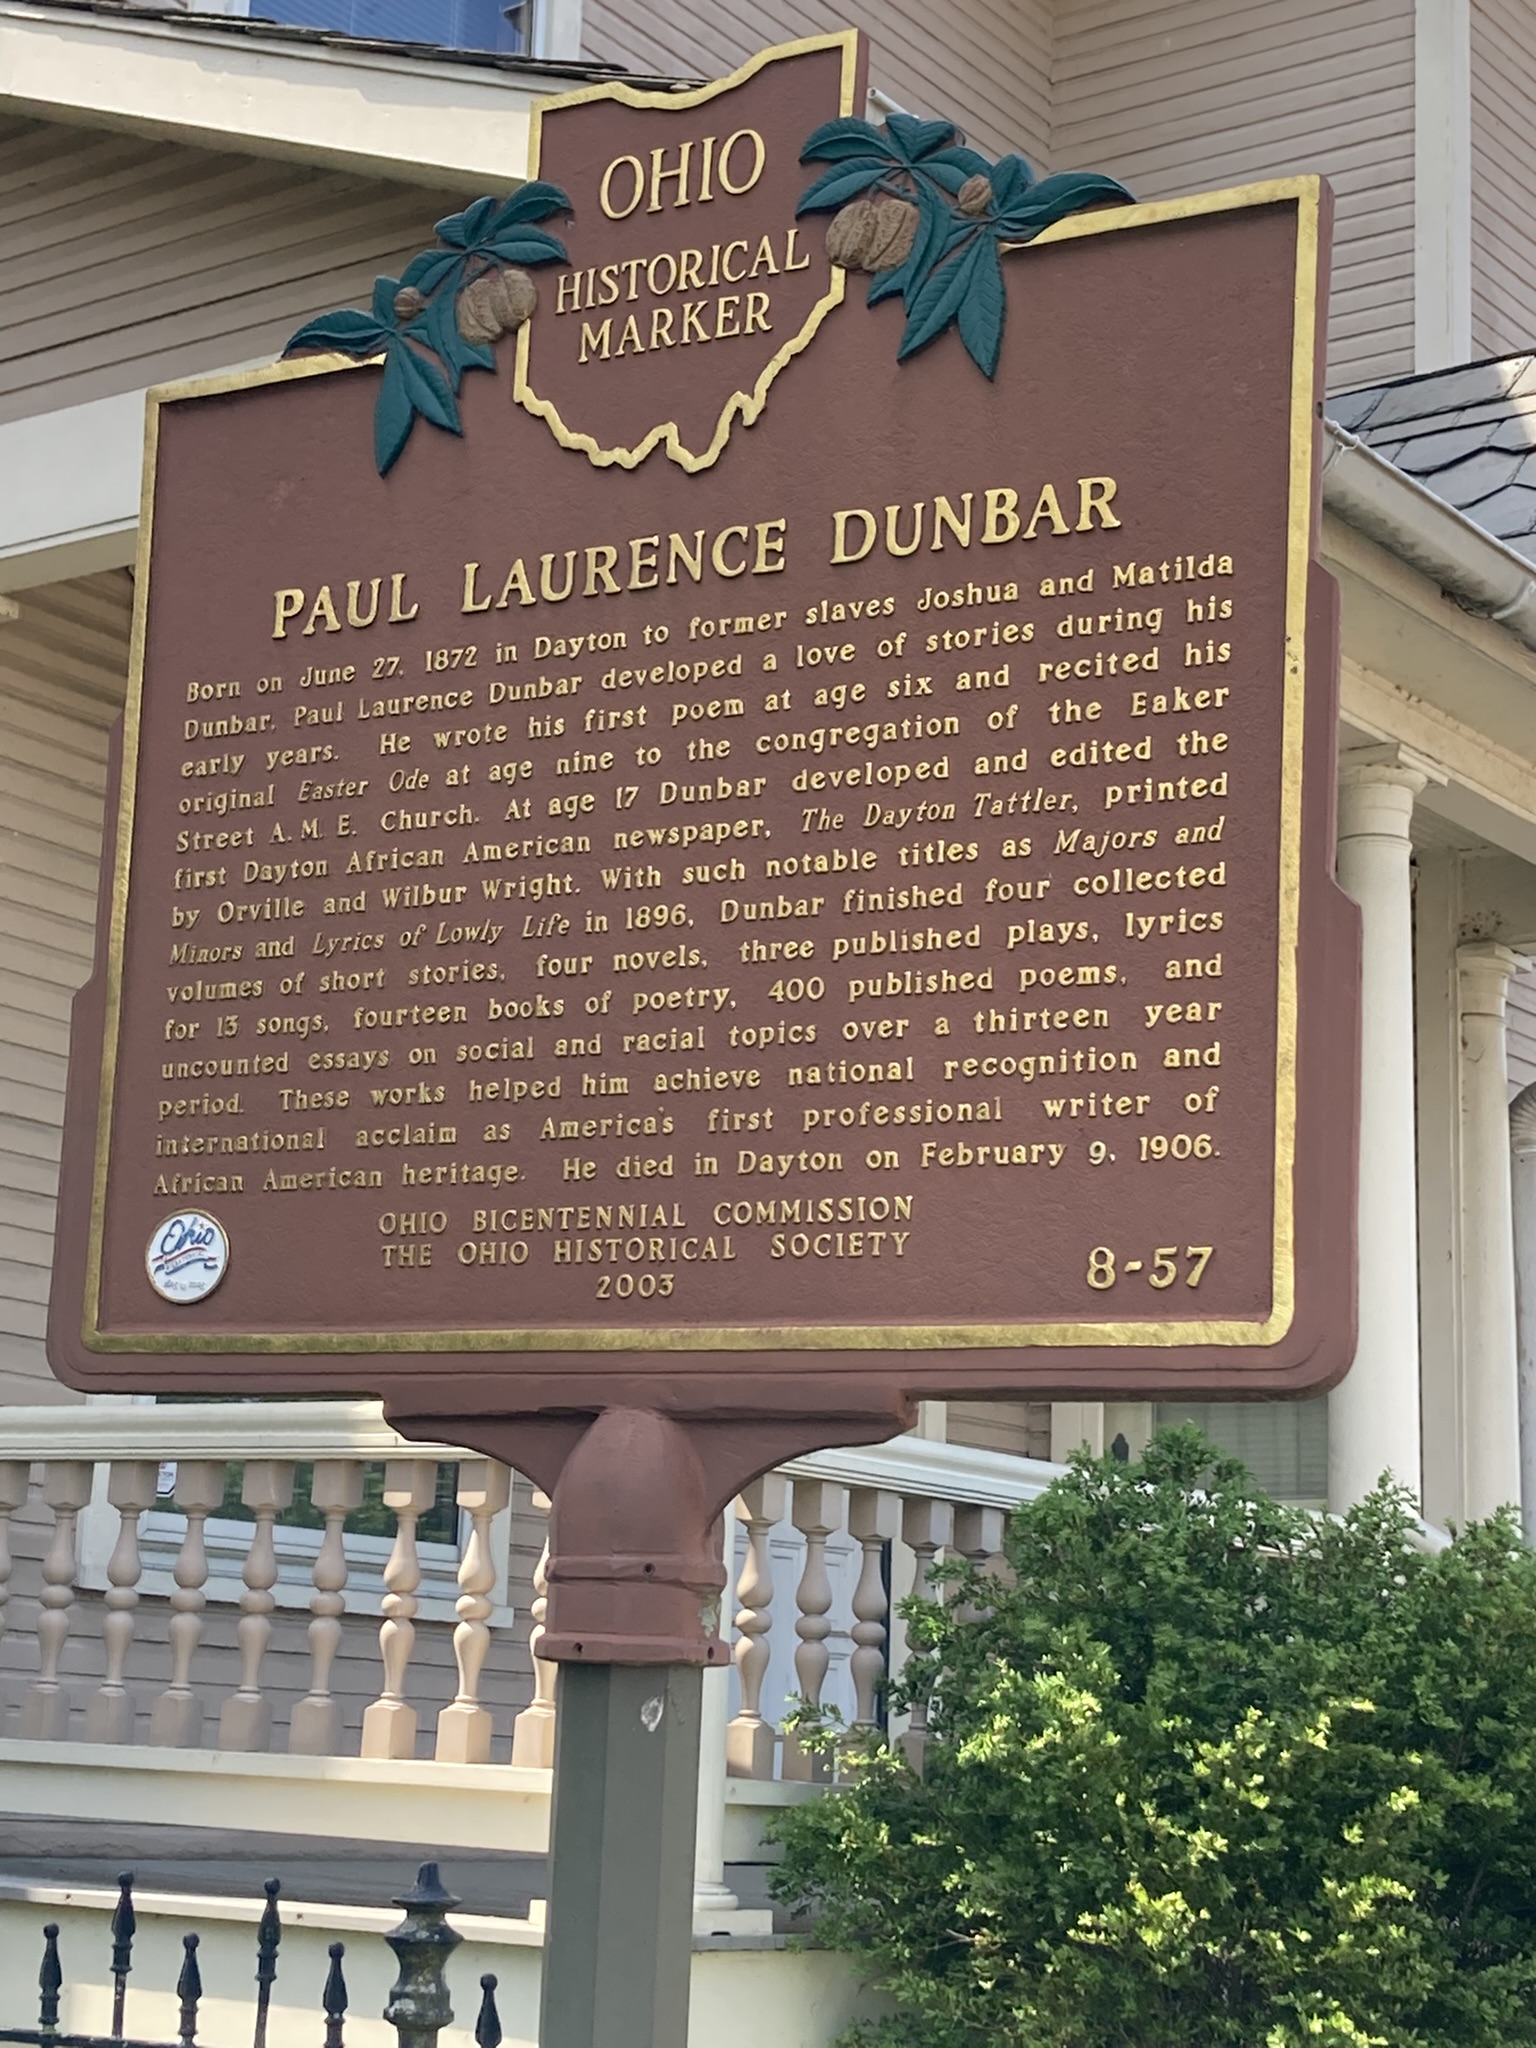 OHIO
HISTORICAL
MARKER
PAUL LAURENCE DUNBAR
Born on June 27, 1872 in Dayton to former slaves Joshua and Matilda
Dunbar, Paul Laurence Dunbar developed a love of stories during his
early years. He wrote his first poem at age six and recited his
original Easter Ode at age nine to the congregation of the Eaker
Street A. M. E. Church. At age 17 Dunbar developed and edited the
first Dayton African American newspaper, The Dayton Tattler, printed
by Orville and Wilbur Wright. With such notable titles as Majors and
Minors and Lyrics of Lowly Life in 1896, Dunbar finished four collected
volumes of short stories, four novels, three published plays, lyrics
for 13 songs, fourteen books of poetry, 400 published poems, and
uncounted essays on social and racial topics over a thirteen year
period. These works helped him achieve national recognition and
international acclaim as America's first professional writer of
African American heritage. He died in Dayton on February 9, 1906.
Ohio
OHIO BICENTENNIAL COMMISSION
THE OHIO HISTORICAL SOCIETY
2003
8-57